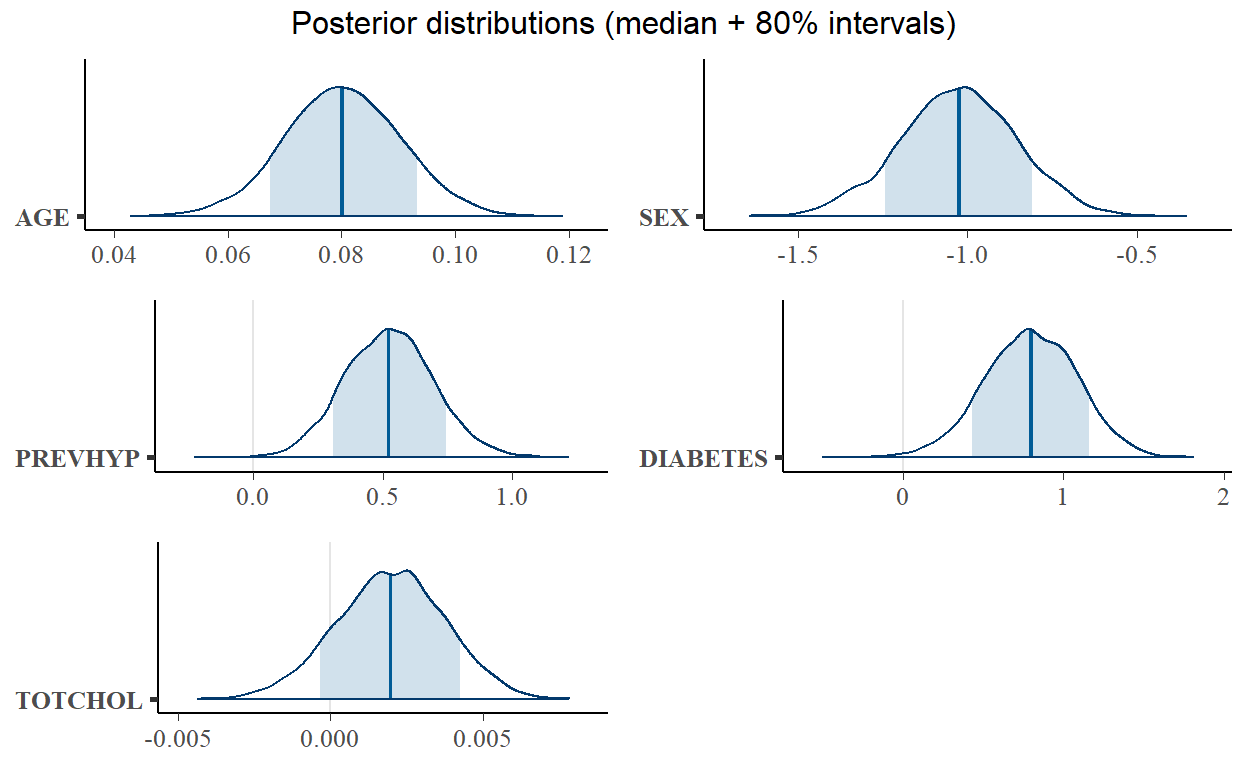 Posterior distributions (median + 80% intervals)
AGE
0.04 0.06 0.08 0.10 0.12
SEX
-1.5 -1.0 -0.5
PREVHYP
0.0 0.5 1.0
DIABETES
0 1 2
TOTCHOL
-0.005 0.000 0.005